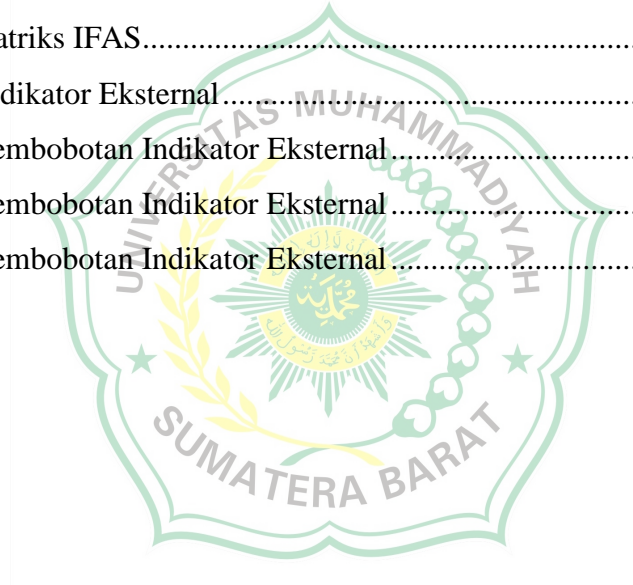 atriks IFAS....................................................................
dikator Eksternal........................................................
embobotan Indikator Eksternal............................
embobotan Indikator Eksternal............................
embobotan Indikator Eksternal............................
UNIVERSITAS MUHAMMADIYAH
SUMATERA BARAT